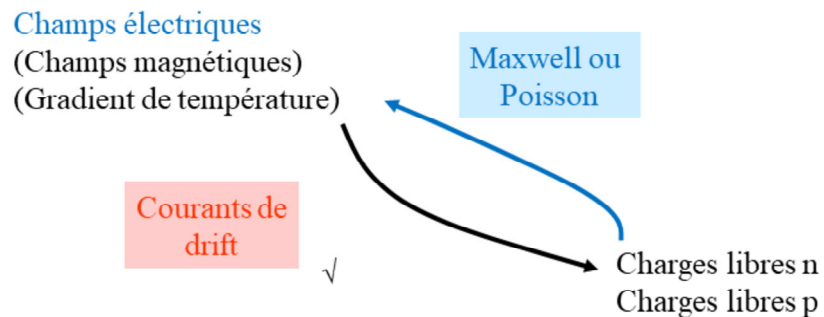 Champs électriques
(Champs magnétiques)
(Gradient de température)
Maxwell ou
Poisson
Courants de
drift
√
Charges libres n
Charges libres p